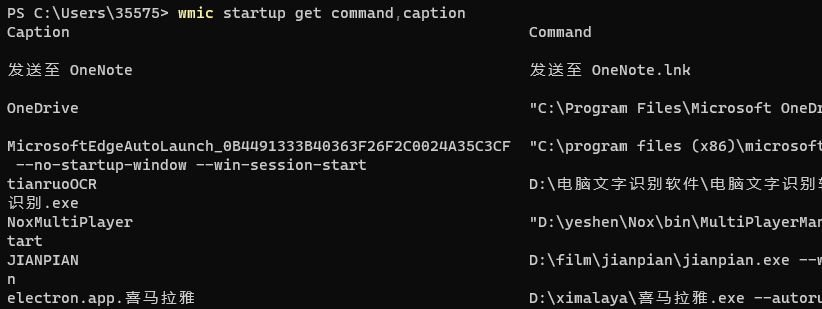 PS C:\Users\35575> wmic startup get command,caption
Caption Command
发送至 OneNote 发送至 OneNote.lnk
OneDrive "C:\Program Files\Microsoft OneD
MicrosoftEdgeAutoLaunch_0B4491333B40363F26F2C0024A35C3CF "C:\program files (x86)\microsoft
--no-startup-window --win-session-start
tianruoOCR D:\电脑文字识别软件\电脑文字识别
识别.exe
NoxMultiPlayer "D:\yeshen\Nox\bin\MultiPlayerMan
tart
JIANPIAN D:\film\jianpian\jianpian.exe --w
n
electron.app.喜马拉雅 D:\ximalaya\喜马拉雅.exe --autoru